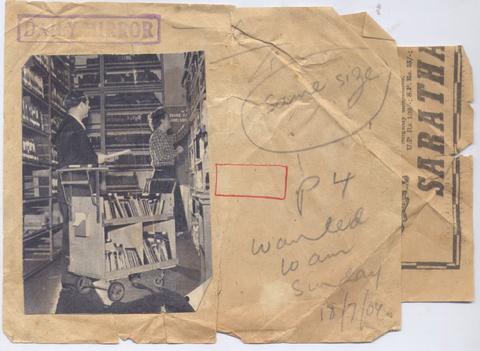 DAILY MIRROR
Same size
P 4
Wanted
10 am
Sunday
18/7/04
SARATHA